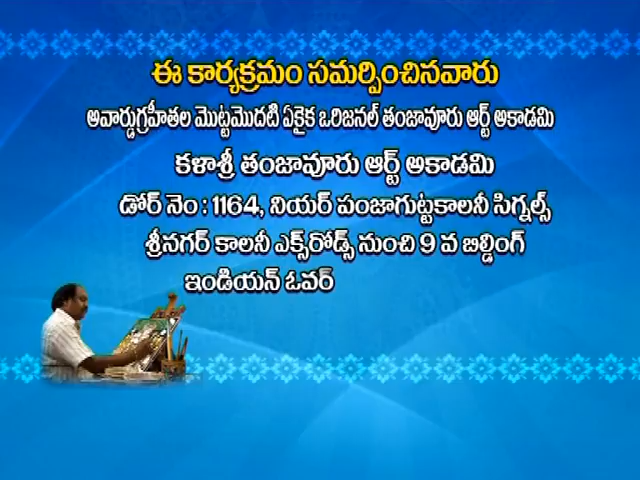 ఈ కార్యక్రమం సమర్పించినవారు
అవార్డుగ్రహీతల మొట్టమొదటి ఏకైక ఒరిజనల్ తంజావూరు ఆర్ట్ అకాడమి
కళాశ్రీ తంజావూరు ఆర్ట్ అకాడమి
డోర్ నెం : 1164, నియర్ పంజాగుట్టకాలనీ సిగ్నల్స్
శ్రీనగర్ కాలనీ ఎక్స్‌రోడ్స్ నుంచి 9 వ బిల్డింగ్
ఇండియన్ ఓవర్